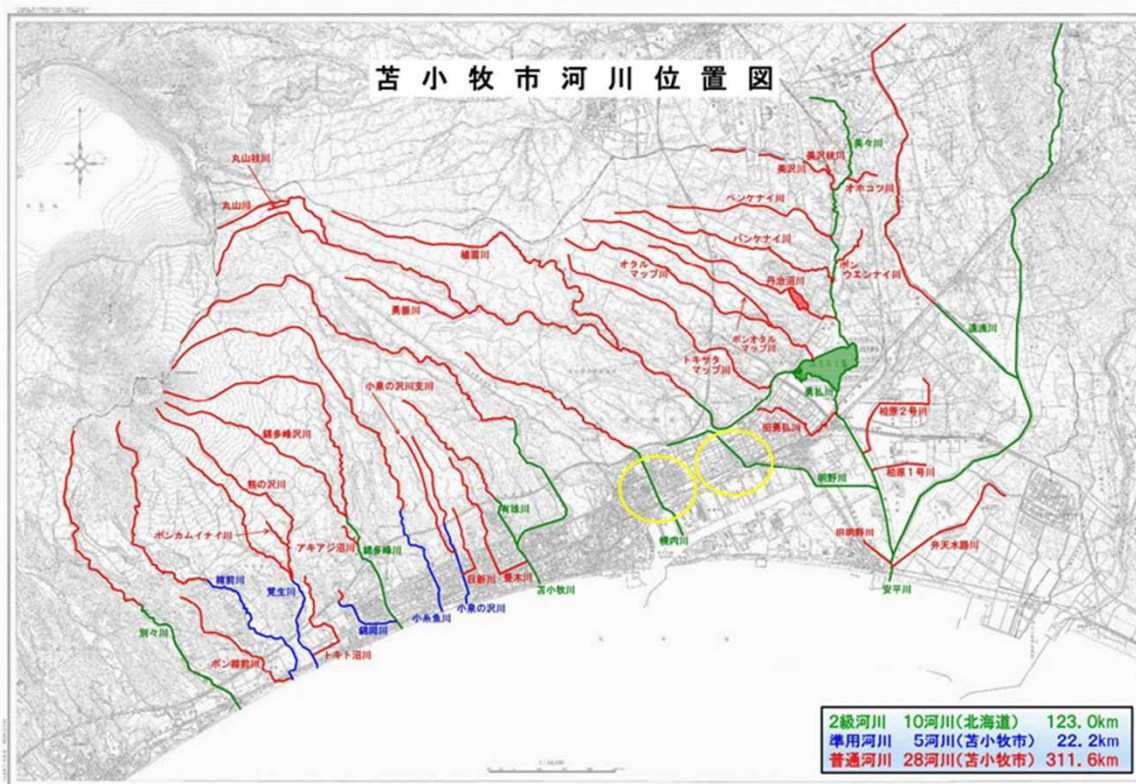 苫小牧市河川位置図
丸山枝川
丸山川
美々川
美沢枝川
美沢川
オホコツ川
ペンケナイ川
パンケナイ川
植苗川
オタル
マップ川
丹治沼川
ポン
ウエンナイ川
勇振川
ポンオタル
マップ川
遠浅川
トキサタ
マップ川
小泉の沢川支川
勇払川
柏原2号川
旧勇払川
錦多峰沢川
柏原1号川
熊の沢川
明野川
有珠川
ポンカムイナイ川
アキアジ沼川
錦多峰川
幌内川
旧明野川
弁天水路川
樽前川
覚生川
日新川
豊木川
苫小牧川
安平川
小糸魚川
小泉の沢川
錦岡川
別々川
ポン樽前川
トキト沼川
2級河川 10河川(北海道) 123.0km
準用河川 5河川(苫小牧市) 22.2km
普通河川 28河川(苫小牧市) 311.6km